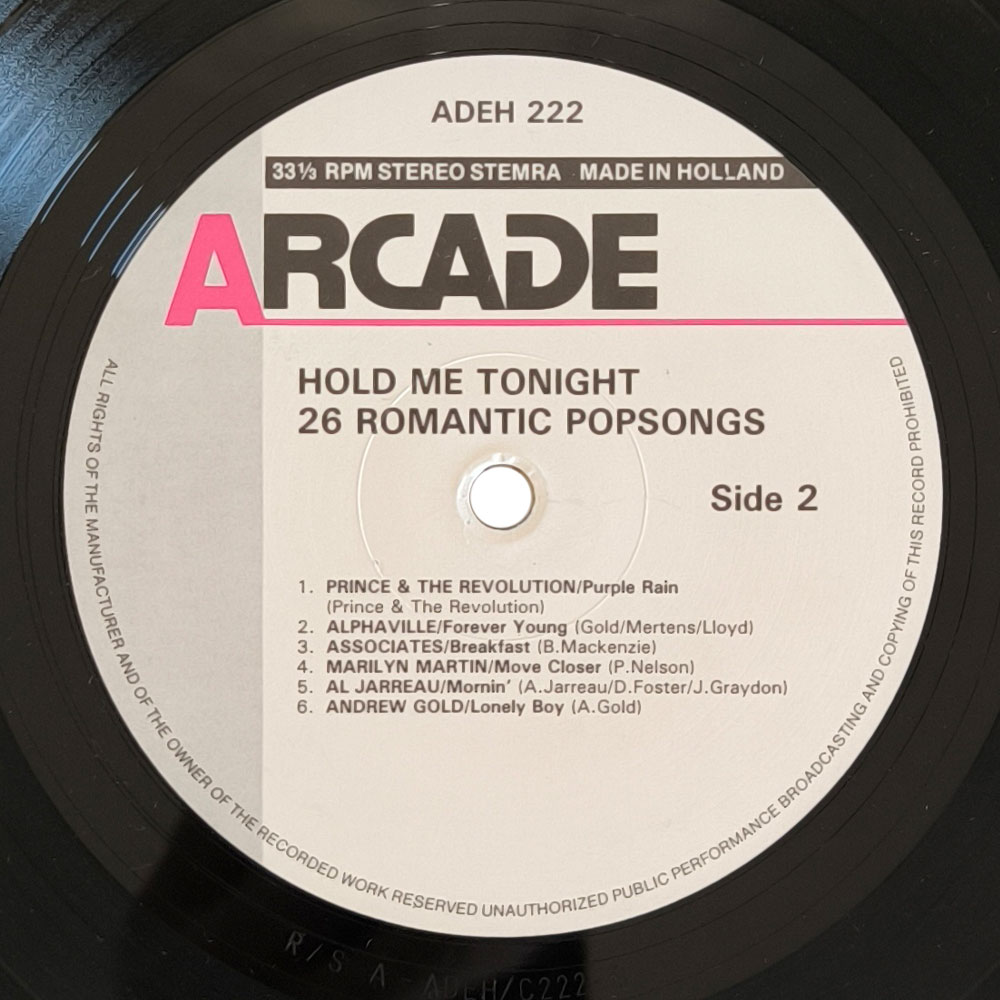 ADEH 222
33⅓ RPM STEREO STEMRA · MADE IN HOLLAND
ARCADE
HOLD ME TONIGHT
26 ROMANTIC POPSONGS
Side 2
1. PRINCE & THE REVOLUTION/Purple Rain
(Prince & The Revolution)
2. ALPHAVILLE/Forever Young (Gold/Mertens/Lloyd)
3. ASSOCIATES/Breakfast (B.Mackenzie)
4. MARILYN MARTIN/Move Closer (P.Nelson)
5. AL JARREAU/Mornin' (A.Jarreau/D.Foster/J.Graydon)
6. ANDREW GOLD/Lonely Boy (A.Gold)
ALL RIGHTS OF THE MANUFACTURER AND OF THE OWNER OF THE RECORDED WORK RESERVED UNAUTHORIZED PUBLIC PERFORMANCE BROADCASTING AND COPYING OF THIS RECORD PROHIBITED
R/S A ADEH/C222